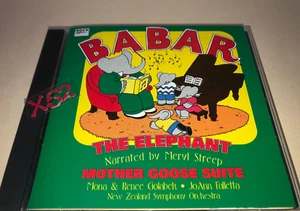 BABAR
X52
THE ELEPHANT
Narrated by Meryl Streep
MOTHER GOOSE SUITE
Mona & Renee Golabek • JoAnn Falletta
New Zealand Symphony Orchestra